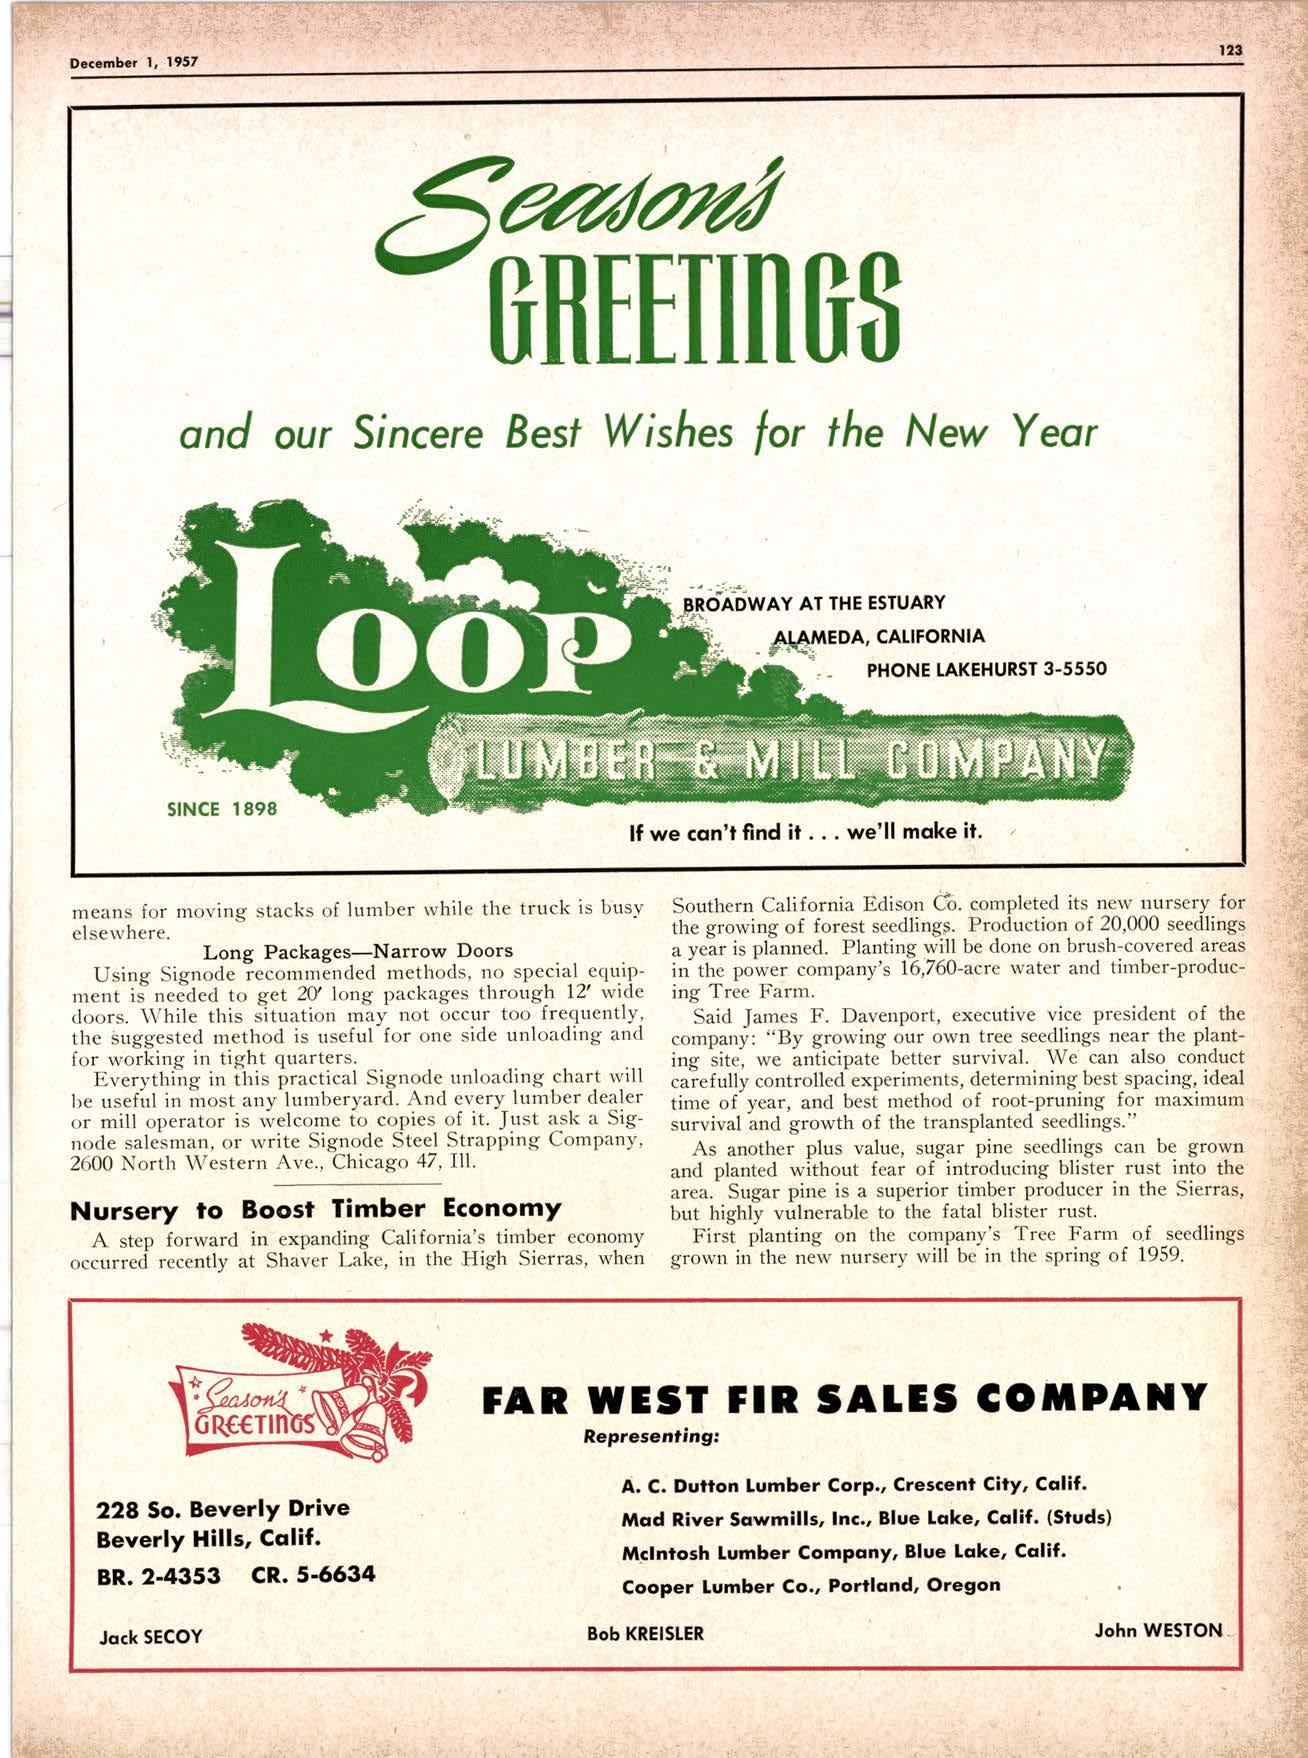 December 1, 1957
123
Season's
GREETINGS
and our Sincere Best Wishes for the New Year
LOOP
BROADWAY AT THE ESTUARY
ALAMEDA, CALIFORNIA
PHONE LAKEHURST 3-5550
LUMBER & MILL COMPANY
SINCE 1898
If we can't find it . . . we'll make it.
means for moving stacks of lumber while the truck is busy
elsewhere.
Long Packages—Narrow Doors
Using Signode recommended methods, no special equip-
ment is needed to get 20' long packages through 12' wide
doors. While this situation may not occur too frequently,
the suggested method is useful for one side unloading and
for working in tight quarters.
Everything in this practical Signode unloading chart will
be useful in most any lumberyard. And every lumber dealer
or mill operator is welcome to copies of it. Just ask a Sig-
node salesman, or write Signode Steel Strapping Company,
2600 North Western Ave., Chicago 47, Ill.
Nursery to Boost Timber Economy
A step forward in expanding California's timber economy
occurred recently at Shaver Lake, in the High Sierras, when
Southern California Edison Co. completed its new nursery for
the growing of forest seedlings. Production of 20,000 seedlings
a year is planned. Planting will be done on brush-covered areas
in the power company's 16,760-acre water and timber-produc-
ing Tree Farm.
Said James F. Davenport, executive vice president of the
company: "By growing our own tree seedlings near the plant-
ing site, we anticipate better survival. We can also conduct
carefully controlled experiments, determining best spacing, ideal
time of year, and best method of root-pruning for maximum
survival and growth of the transplanted seedlings."
As another plus value, sugar pine seedlings can be grown
and planted without fear of introducing blister rust into the
area. Sugar pine is a superior timber producer in the Sierras,
but highly vulnerable to the fatal blister rust.
First planting on the company's Tree Farm of seedlings
grown in the new nursery will be in the spring of 1959.
Season's
GREETINGS
FAR WEST FIR SALES COMPANY
Representing:
228 So. Beverly Drive
Beverly Hills, Calif.
BR. 2-4353 CR. 5-6634
A. C. Dutton Lumber Corp., Crescent City, Calif.
Mad River Sawmills, Inc., Blue Lake, Calif. (Studs)
McIntosh Lumber Company, Blue Lake, Calif.
Cooper Lumber Co., Portland, Oregon
Jack SECOY
Bob KREISLER
John WESTON